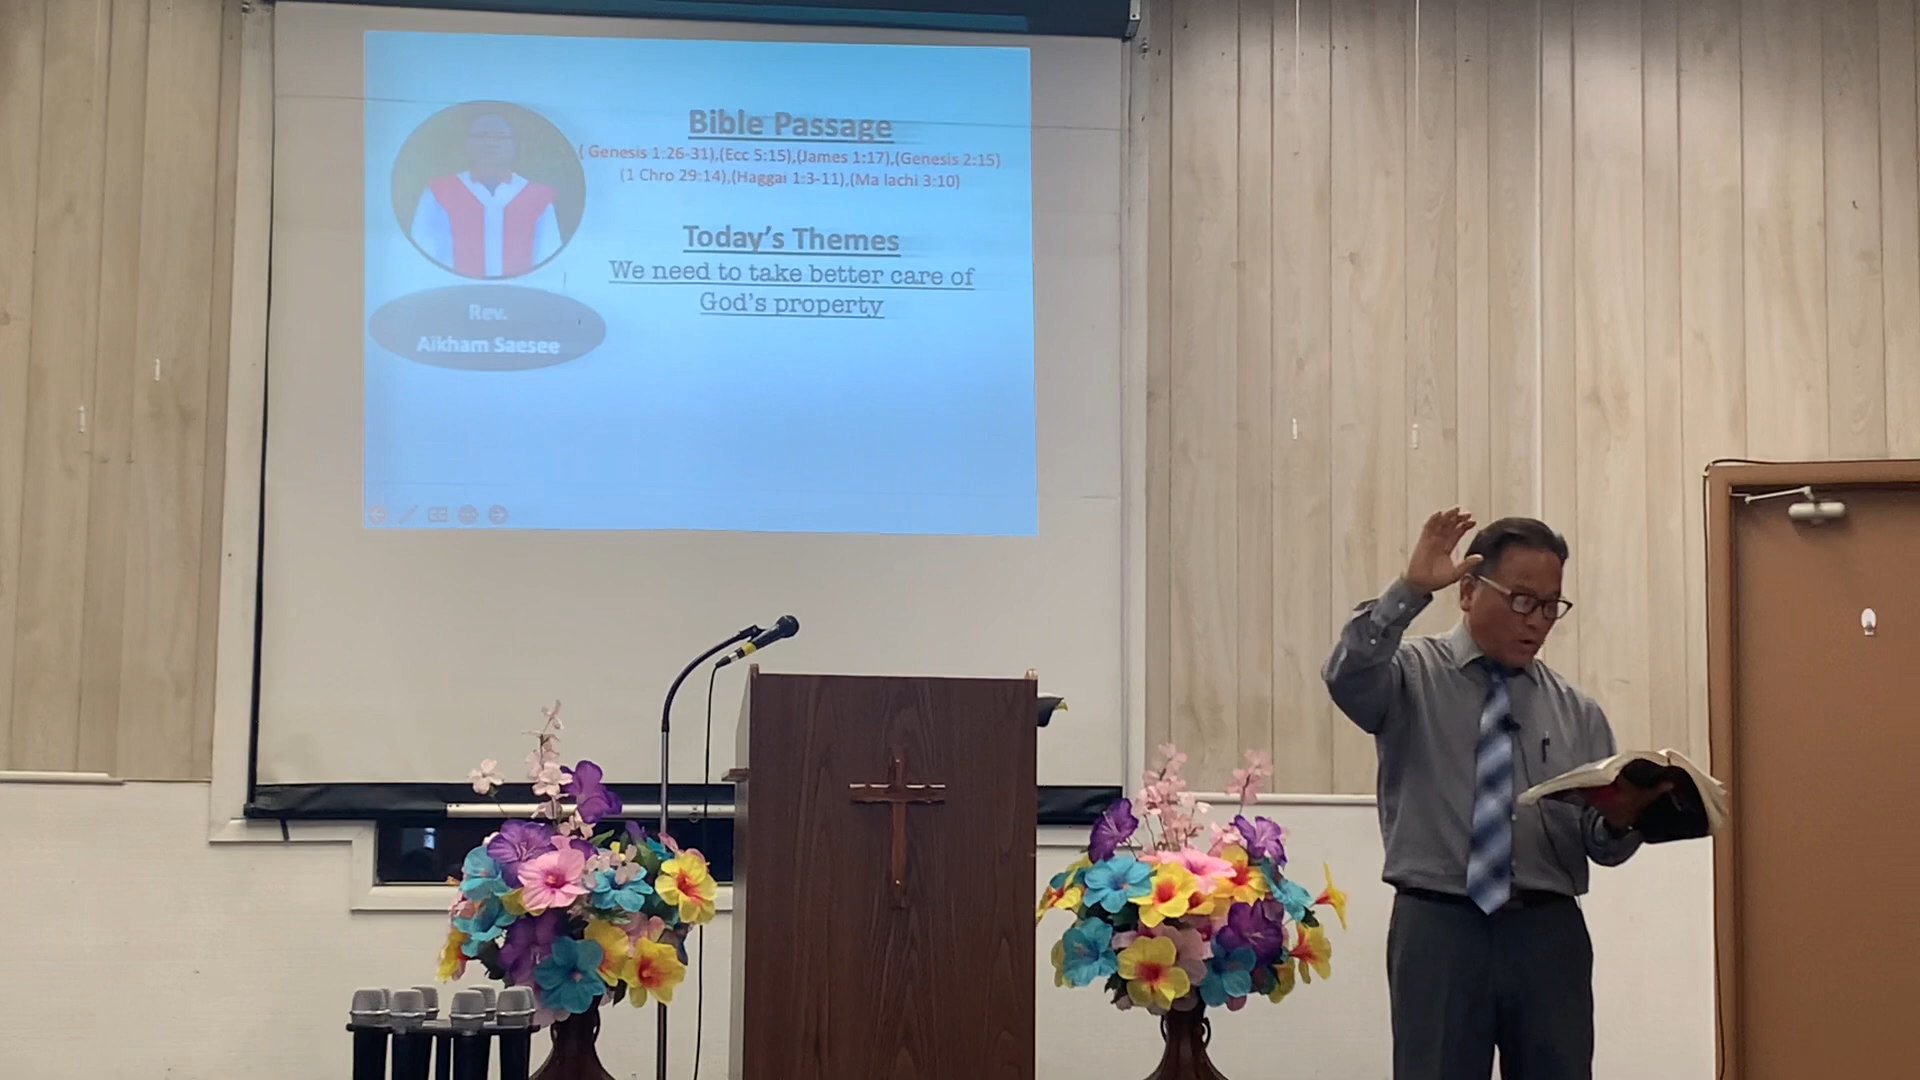 Bible Passage
( Genesis 1:26-31),(Ecc 5:15),(James 1:17),(Genesis 2:15)
(1 Chro 29:14),(Haggai 1:3-11),(Ma lachi 3:10)
Today's Themes
We need to take better care of
God's property
Rev.
Aikham Saesee